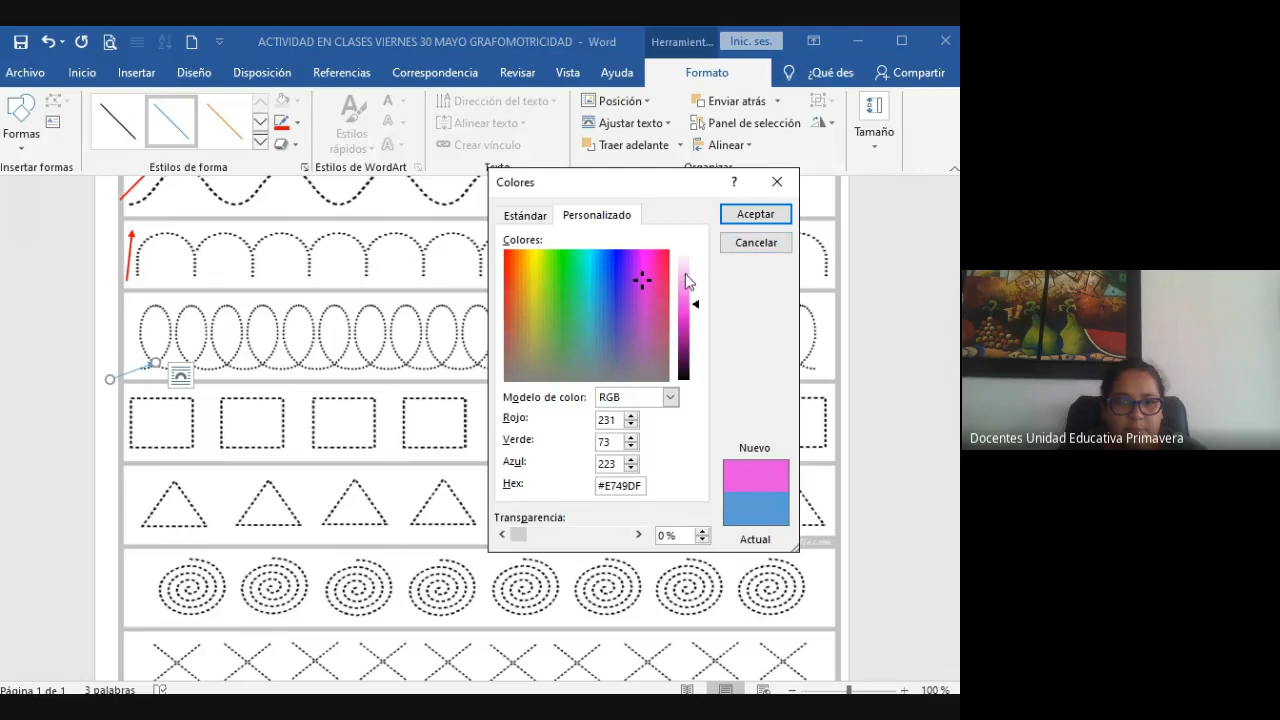 ACTIVIDAD EN CLASES VIERNES 30 MAYO GRAFOMOTRICIDAD - Word
Herramient...
Inic. ses.
Archivo Inicio Insertar Diseño Disposición Referencias Correspondencia Revisar Vista Ayuda Formato ¿Qué des Compartir
Formas
Estilos rápidos
Dirección del texto
Alinear texto
Crear vínculo
Posición
Ajustar texto
Traer adelante
Enviar atrás
Panel de selección
Alinear
Tamaño
Insertar formas
Estilos de forma
Estilos de WordArt
Texto
Organizar
Colores
?
Estándar
Personalizado
Aceptar
Cancelar
Colores:
Modelo de color: RGB
Rojo: 231
Verde: 73
Azul: 223
Hex: #E749DF
Transparencia:
0 %
Nuevo
Actual
Docentes Unidad Educativa Primavera
Página 1 de 1
3 palabras
100 %